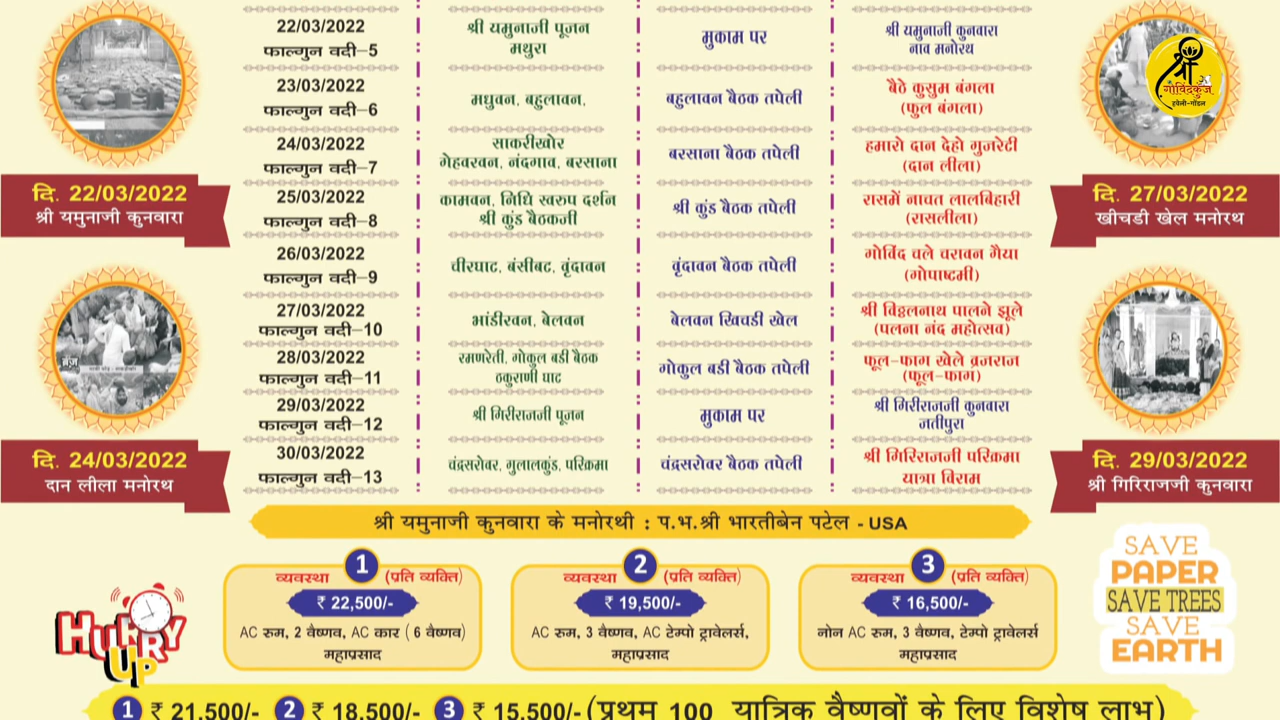 22/03/2022
फाल्गुन वदी-5
श्री यमुनाजी पूजन
मथुरा
मुकाम पर
श्री यमुनाजी कुनवारा
नाव मनोरथ
23/03/2022
फाल्गुन वदी-6
मधुवन, बहुलावन,
बहुलावन बैठक तपेली
बैठे कुसुम बंगला
(फुल बंगला)
24/03/2022
फाल्गुन वदी-7
साकरीखोर
गेहवरवन, नंदगाव, बरसाना
बरसाना बैठक तपेली
हमारो दान देहो गुजरेटी
(दान लीला)
25/03/2022
फाल्गुन वदी-8
कामवन, निधि स्वरुप दर्शन
श्री कुंड बैठकजी
श्री कुंड बैठक तपेली
रासमें नाचत लालबिहारी
(रासलीला)
26/03/2022
फाल्गुन वदी-9
चीरघाट, बंसीबट, वृंदावन
वृंदावन बैठक तपेली
गोविंद चले चरावन गैया
(गोपाष्टमी)
27/03/2022
फाल्गुन वदी-10
भांडीरवन, बेलवन
बेलवन खिचडी खेल
श्री विठ्ठलनाथ पालने झूले
(पलना नंद महोत्सव)
28/03/2022
फाल्गुन वदी-11
रमणरेती, गोकुल बडी बैठक
ठकुराणी घाट
गोकुल बडी बैठक तपेली
फूल-फाग खेले व्रजराज
(फूल-फाग)
29/03/2022
फाल्गुन वदी-12
श्री गिरीराजजी पूजन
मुकाम पर
श्री गिरीराजजी कुनवारा
जतीपुरा
30/03/2022
फाल्गुन वदी-13
चंद्रसरोवर, गुलालकुंड, परिक्रमा
चंद्रसरोवर बैठक तपेली
श्री गिरिराजजी परिक्रमा
यात्रा विराम
दि. 22/03/2022
श्री यमुनाजी कुनवारा
दि. 24/03/2022
दान लीला मनोरथ
श्री
गोविंदकुंज
हवेली-गोंडल
दि. 27/03/2022
खीचडी खेल मनोरथ
दि. 29/03/2022
श्री गिरिराजजी कुनवारा
श्री यमुनाजी कुनवारा के मनोरथी : प.भ.श्री भारतीबेन पटेल - USA
HURRY
UP
1
व्यवस्था (प्रति व्यक्ति)
₹ 22,500/-
AC रुम, 2 वैष्णव, AC कार ( 6 वैष्णव)
महाप्रसाद
2
व्यवस्था (प्रति व्यक्ति)
₹ 19,500/-
AC रुम, 3 वैष्णव, AC टेम्पो ट्रावेलर्स,
महाप्रसाद
3
व्यवस्था (प्रति व्यक्ति)
₹ 16,500/-
नोन AC रुम, 3 वैष्णव, टेम्पो ट्रावेलर्स
महाप्रसाद
SAVE
PAPER
SAVE TREES
SAVE
EARTH
1 ₹ 21,500/- 2 ₹ 18,500/- 3 ₹ 15,500/- (प्रथम 100 यात्रिक वैष्णवों के लिए विशेष लाभ)